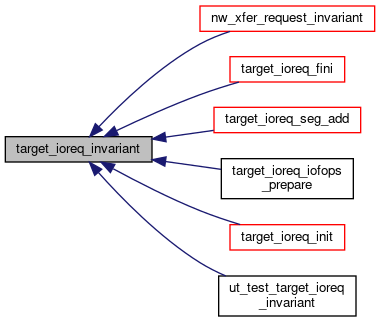 nw_xfer_request_invariant
target_ioreq_fini
target_ioreq_seg_add
target_ioreq_invariant
target_ioreq_iofops
_prepare
target_ioreq_init
ut_test_target_ioreq
_invariant